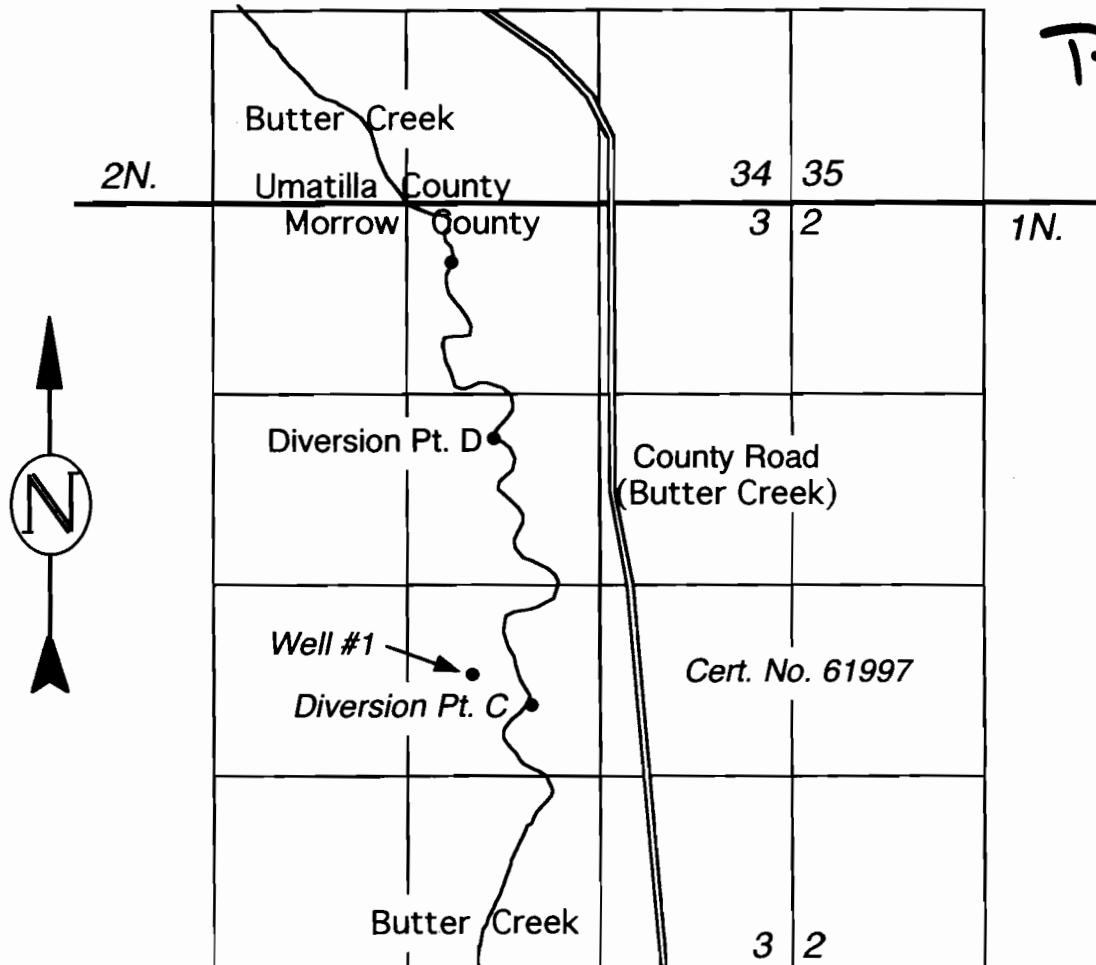 Butter Creek
2N.
Umatilla County
34 35
Morrow County
3 2
1N.
Diversion Pt. D
County Road
(Butter Creek)
N
Well #1
Cert. No. 61997
Diversion Pt. C
Butter Creek
3 2